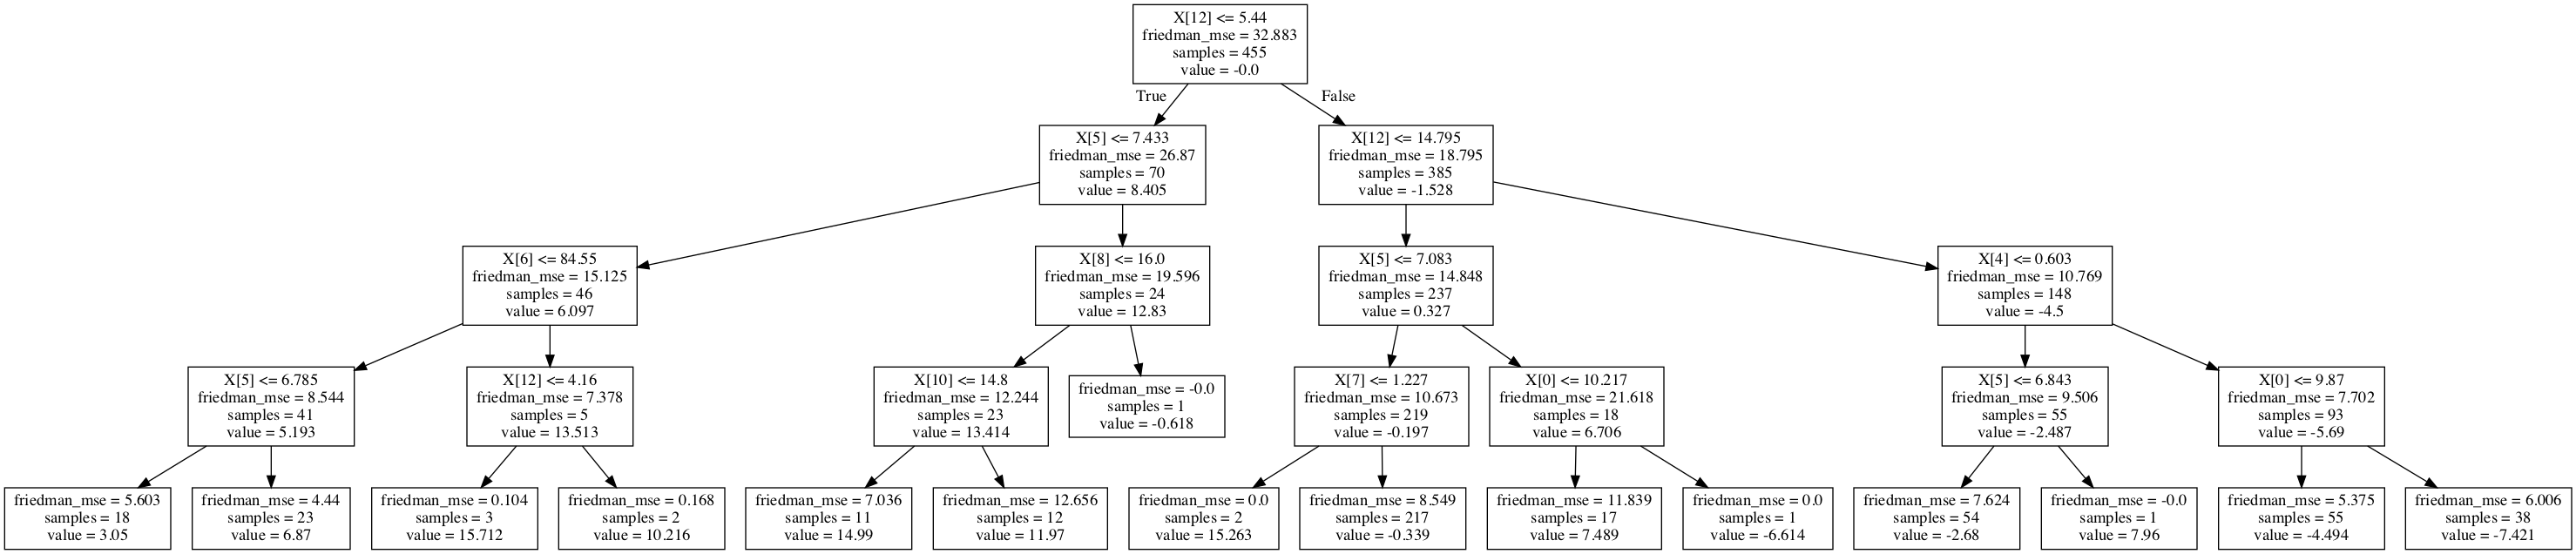 X[12] <= 5.44
friedman_mse = 32.883
samples = 455
value = -0.0
True
False
X[5] <= 7.433
friedman_mse = 26.87
samples = 70
value = 8.405
X[12] <= 14.795
friedman_mse = 18.795
samples = 385
value = -1.528
X[6] <= 84.55
friedman_mse = 15.125
samples = 46
value = 6.097
X[8] <= 16.0
friedman_mse = 19.596
samples = 24
value = 12.83
X[5] <= 7.083
friedman_mse = 14.848
samples = 237
value = 0.327
X[4] <= 0.603
friedman_mse = 10.769
samples = 148
value = -4.5
X[5] <= 6.785
friedman_mse = 8.544
samples = 41
value = 5.193
X[12] <= 4.16
friedman_mse = 7.378
samples = 5
value = 13.513
X[10] <= 14.8
friedman_mse = 12.244
samples = 23
value = 13.414
friedman_mse = -0.0
samples = 1
value = -0.618
X[7] <= 1.227
friedman_mse = 10.673
samples = 219
value = -0.197
X[0] <= 10.217
friedman_mse = 21.618
samples = 18
value = 6.706
X[5] <= 6.843
friedman_mse = 9.506
samples = 55
value = -2.487
X[0] <= 9.87
friedman_mse = 7.702
samples = 93
value = -5.69
friedman_mse = 5.603
samples = 18
value = 3.05
friedman_mse = 4.44
samples = 23
value = 6.87
friedman_mse = 0.104
samples = 3
value = 15.712
friedman_mse = 0.168
samples = 2
value = 10.216
friedman_mse = 7.036
samples = 11
value = 14.99
friedman_mse = 12.656
samples = 12
value = 11.97
friedman_mse = 0.0
samples = 2
value = 15.263
friedman_mse = 8.549
samples = 217
value = -0.339
friedman_mse = 11.839
samples = 17
value = 7.489
friedman_mse = 0.0
samples = 1
value = -6.614
friedman_mse = 7.624
samples = 54
value = -2.68
friedman_mse = -0.0
samples = 1
value = 7.96
friedman_mse = 5.375
samples = 55
value = -4.494
friedman_mse = 6.006
samples = 38
value = -7.421